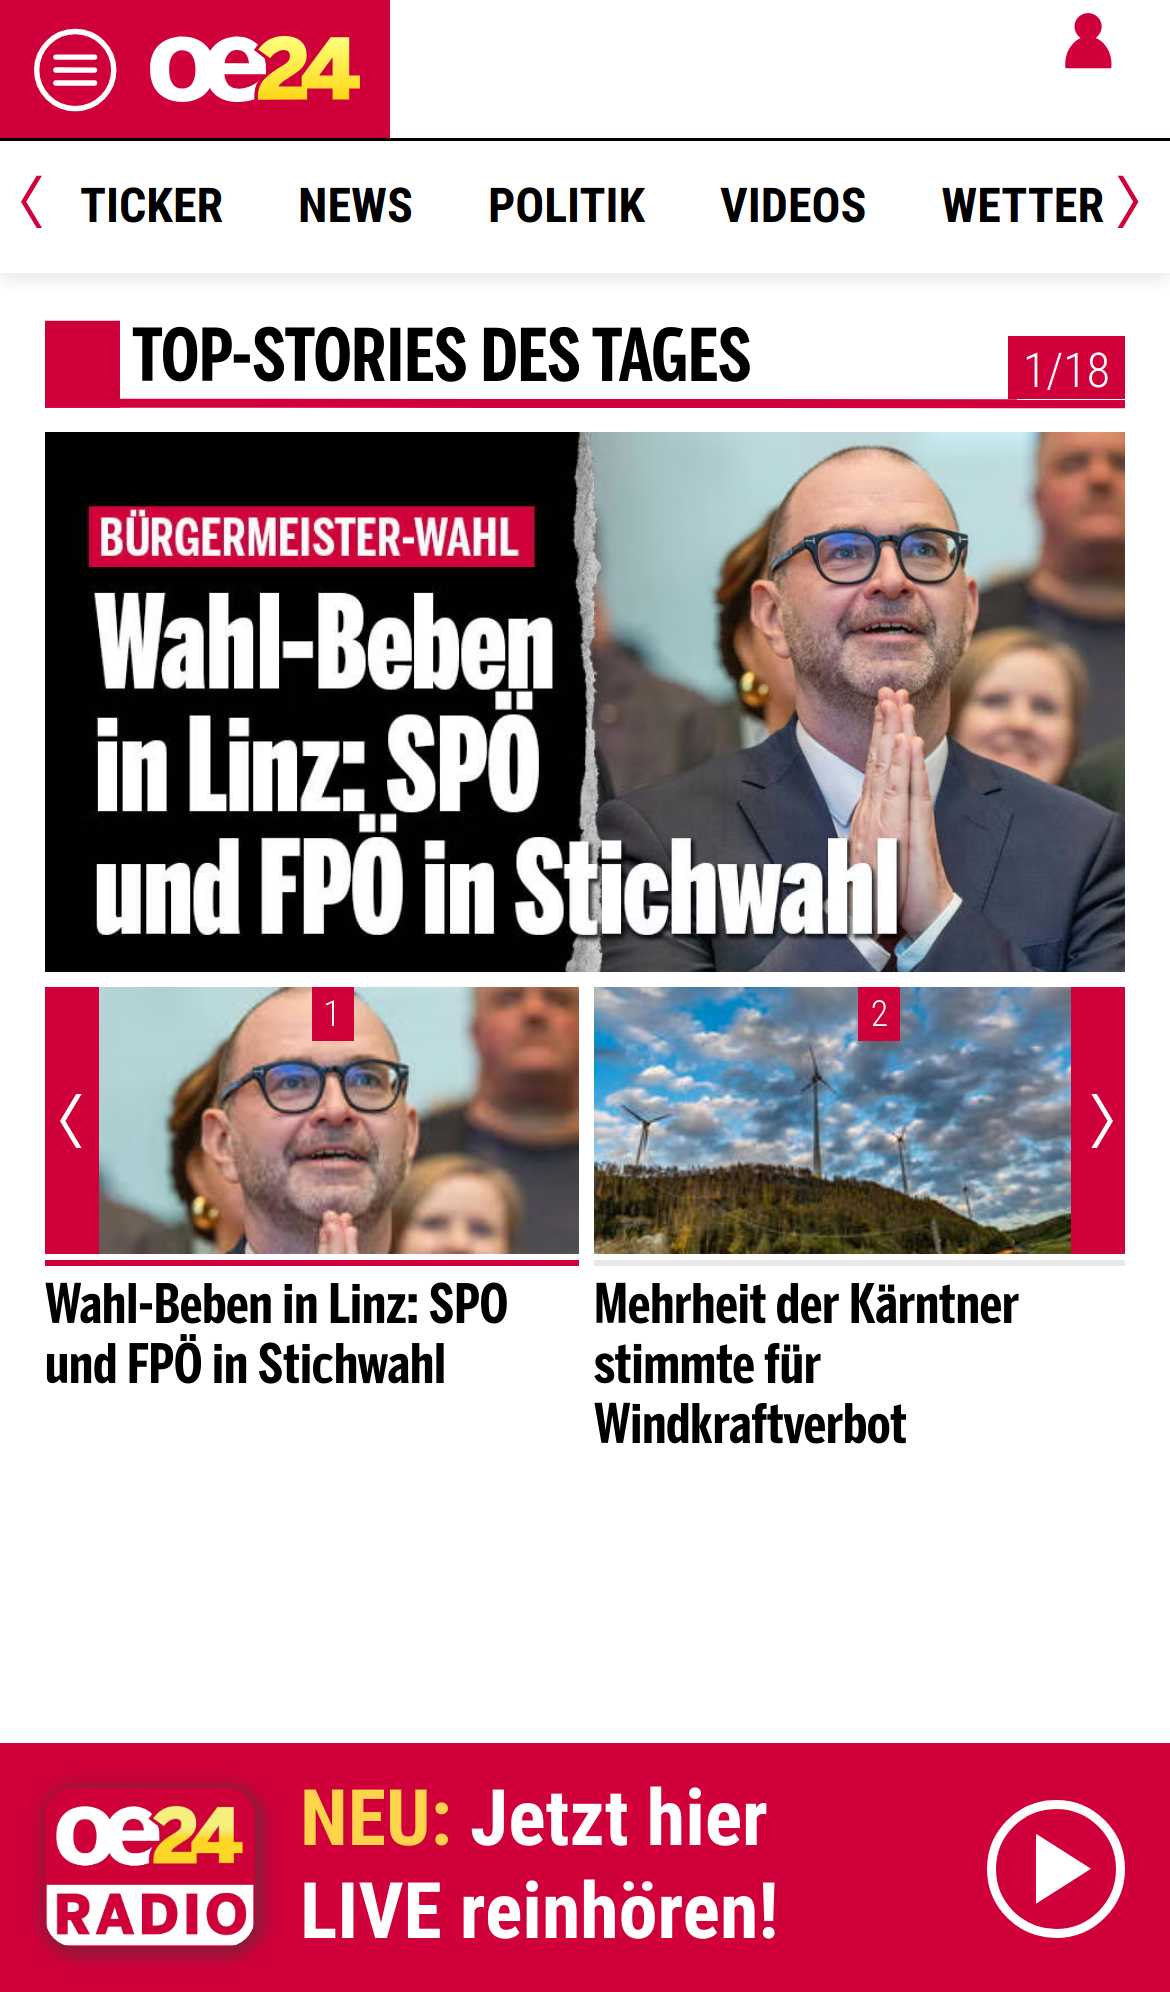 oe24
TICKER NEWS POLITIK VIDEOS WETTER
TOP-STORIES DES TAGES
1/18
BÜRGERMEISTER-WAHL
Wahl-Beben
in Linz: SPÖ
und FPÖ in Stichwahl
1
2
Wahl-Beben in Linz: SPO
und FPÖ in Stichwahl
Mehrheit der Kärntner
stimmte für
Windkraftverbot
oe24
RADIO
NEU: Jetzt hier
LIVE reinhören!